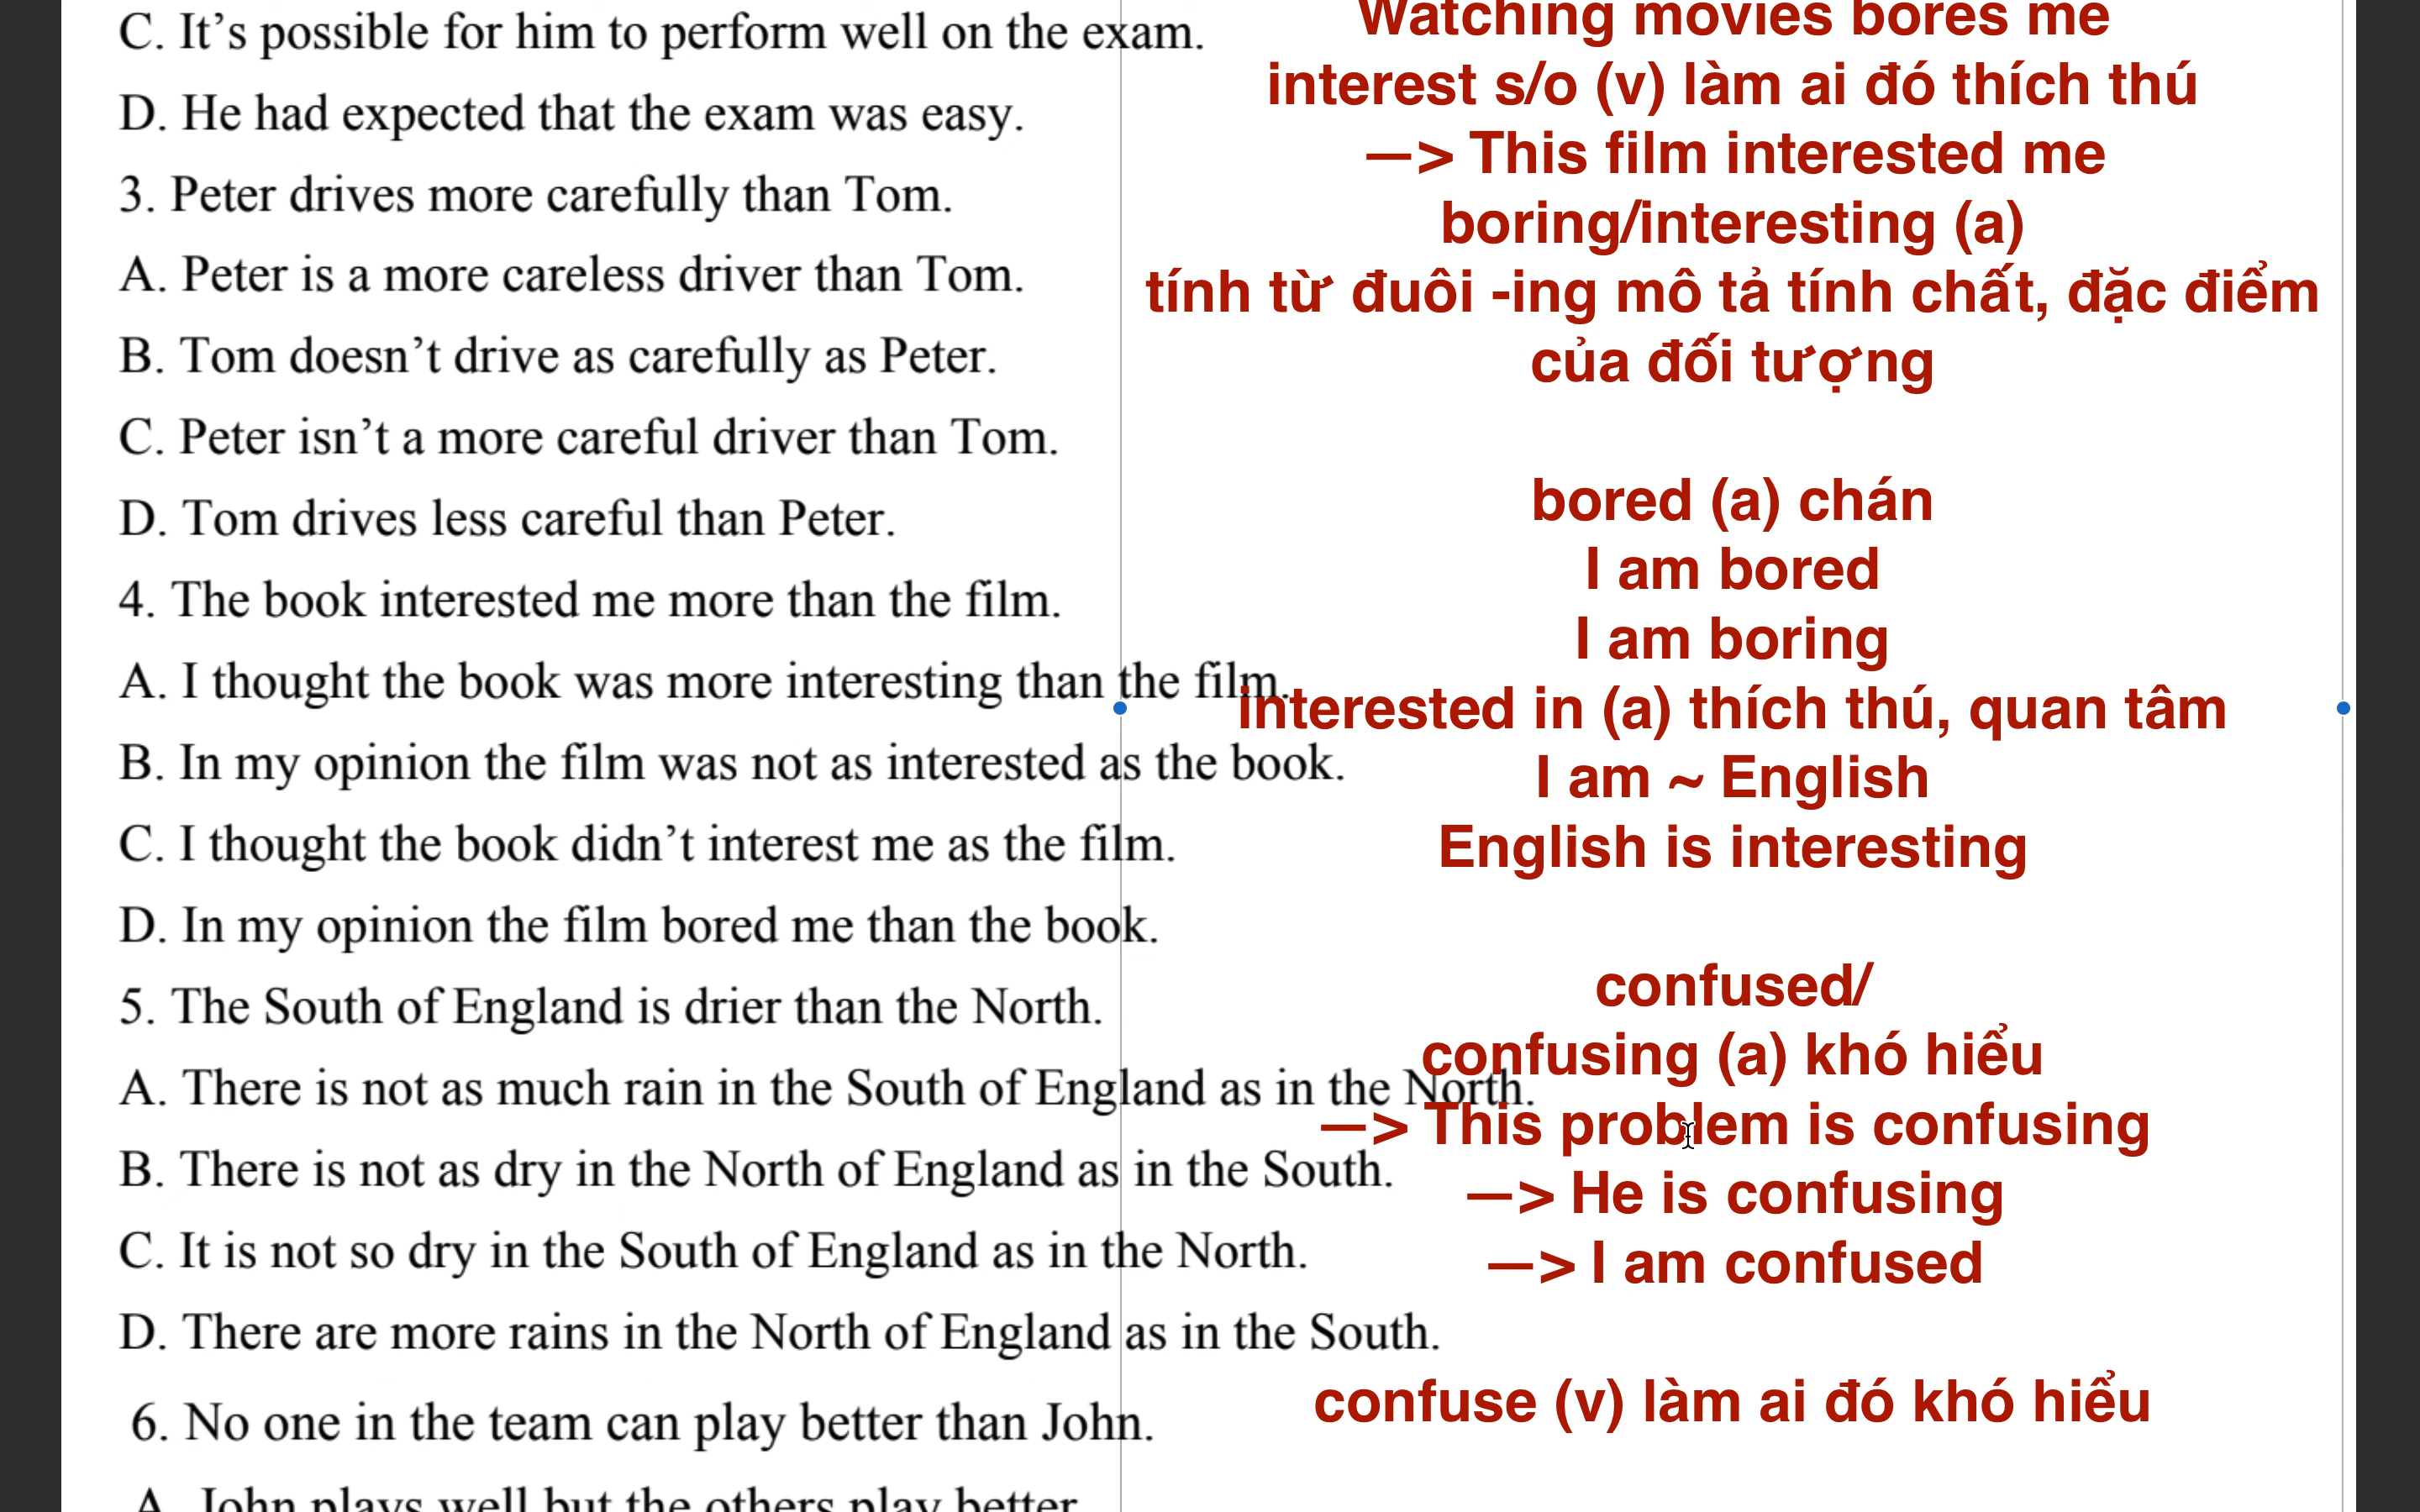 C. It’s possible for him to perform well on the exam.
D. He had expected that the exam was easy.
3. Peter drives more carefully than Tom.
A. Peter is a more careless driver than Tom.
B. Tom doesn’t drive as carefully as Peter.
C. Peter isn’t a more careful driver than Tom.
D. Tom drives less careful than Peter.
4. The book interested me more than the film.
A. I thought the book was more interesting than the film.
B. In my opinion the film was not as interested as the book.
C. I thought the book didn’t interest me as the film.
D. In my opinion the film bored me than the book.
5. The South of England is drier than the North.
A. There is not as much rain in the South of England as in the North.
B. There is not as dry in the North of England as in the South.
C. It is not so dry in the South of England as in the North.
D. There are more rains in the North of England as in the South.
6. No one in the team can play better than John.
A. John plays well but the others play better.
Watching movies bores me
interest s/o (v) làm ai đó thích thú
—> This film interested me
boring/interesting (a)
tính từ đuôi -ing mô tả tính chất, đặc điểm
của đối tượng
bored (a) chán
I am bored
I am boring
interested in (a) thích thú, quan tâm
I am ~ English
English is interesting
confused/
confusing (a) khó hiểu
—> This problem is confusing
—> He is confusing
—> I am confused
confuse (v) làm ai đó khó hiểu